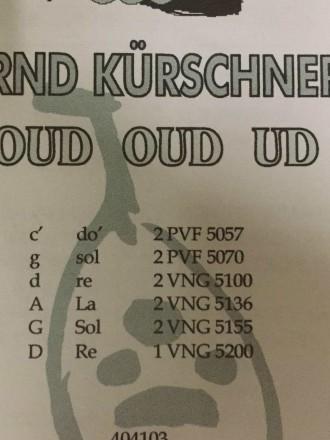 RND KÜRSCHNER
OUD OUD UD
c' do' 2 PVF 5057
g sol 2 PVF 5070
d re 2 VNG 5100
A La 2 VNG 5136
G Sol 2 VNG 5155
D Re 1 VNG 5200
404103